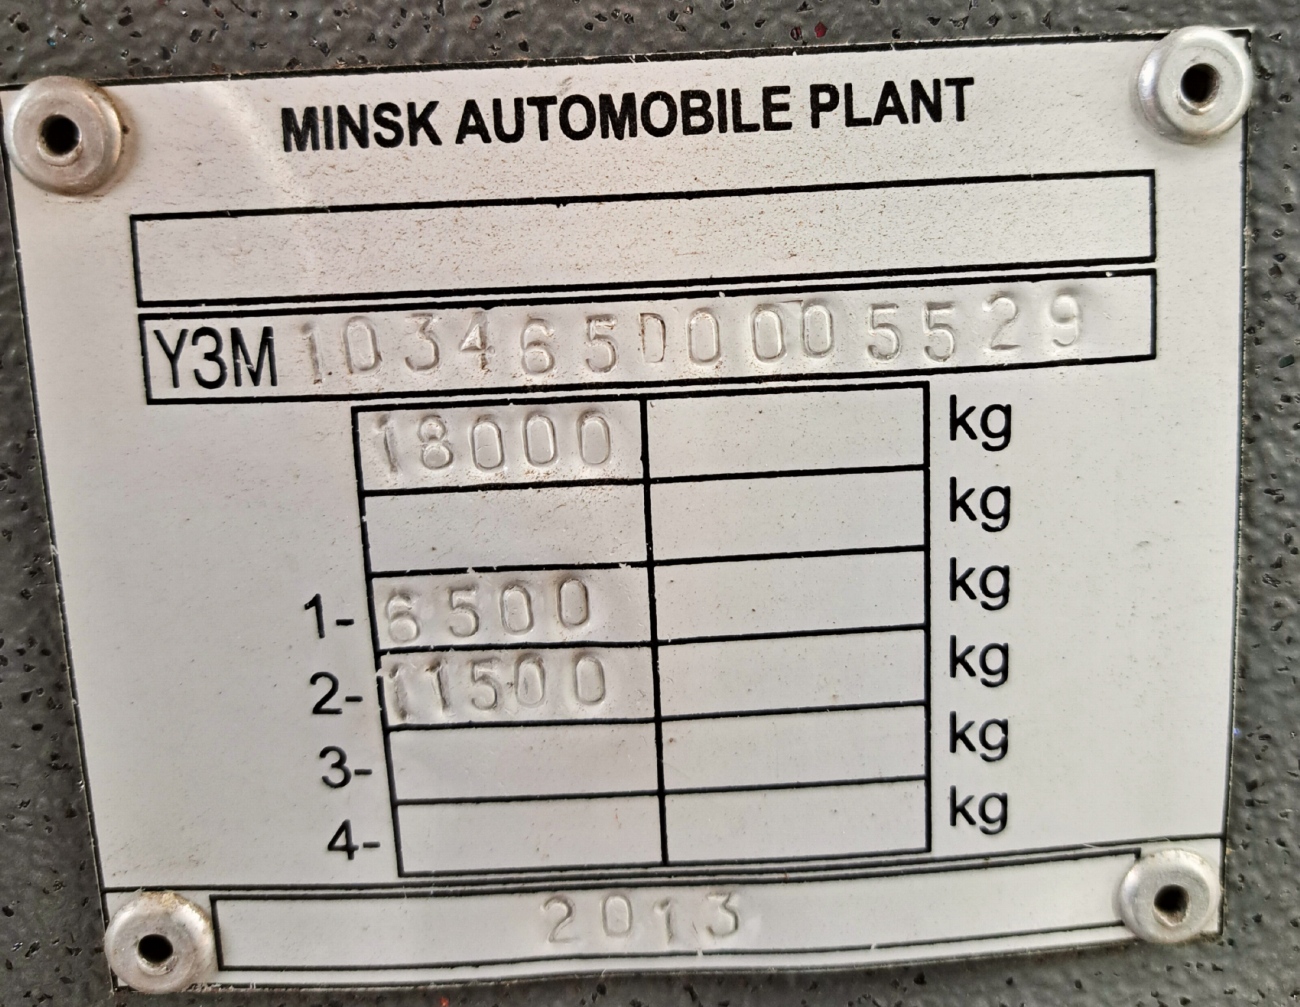 MINSK AUTOMOBILE PLANT
Y3M 103465D0005529
18000 kg
kg
1- 6500 kg
2- 11500 kg
3- kg
4- kg
2013